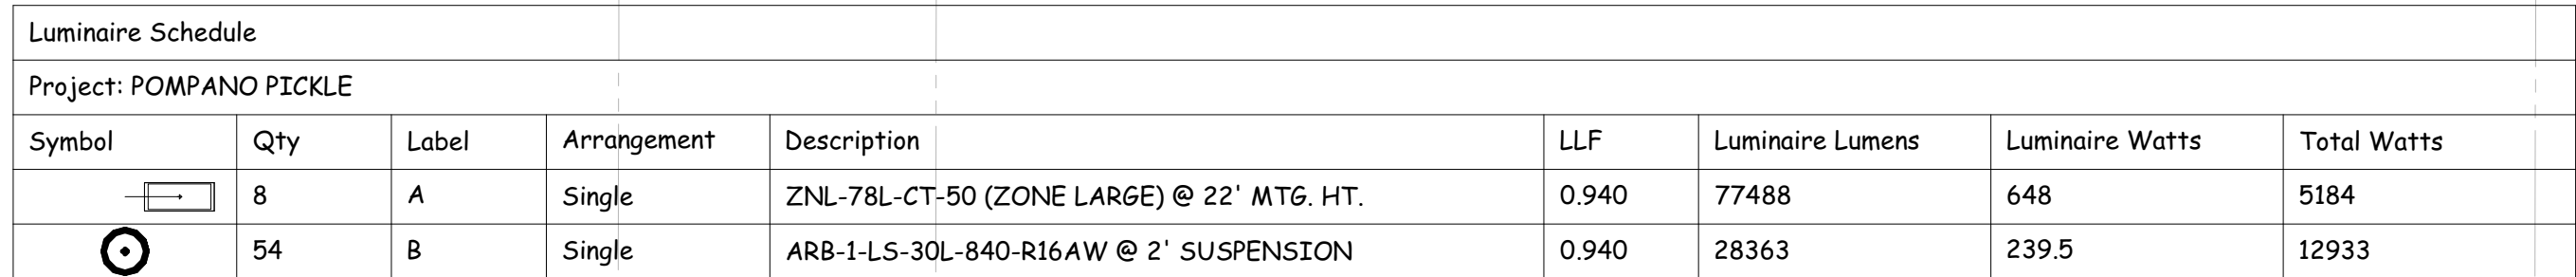 Luminaire Schedule
Project: POMPANO PICKLE
Symbol Qty Label Arrangement Description LLF Luminaire Lumens Luminaire Watts Total Watts
8 A Single ZNL-78L-CT-50 (ZONE LARGE) @ 22' MTG. HT. 0.940 77488 648 5184
54 B Single ARB-1-LS-30L-840-R16AW @ 2' SUSPENSION 0.940 28363 239.5 12933